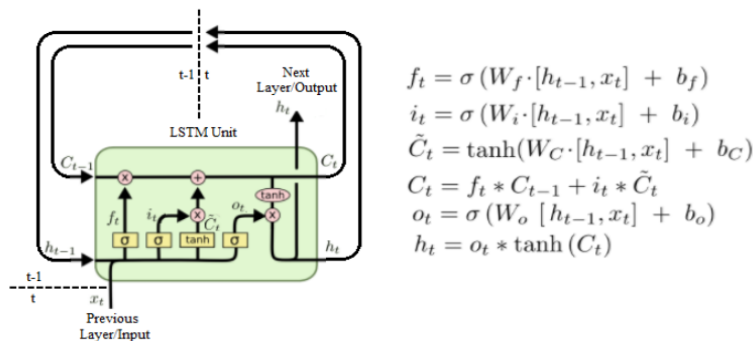 t-1 t
Next
Layer/Output
h_t
LSTM Unit
C_{t-1}
C_t
tanh
f_t
i_t
C̃_t
o_t
σ σ tanh σ
h_{t-1}
h_t
t-1
t
x_t
Previous
Layer/Input
f_t = σ (W_f·[h_{t-1}, x_t] + b_f)
i_t = σ (W_i·[h_{t-1}, x_t] + b_i)
C̃_t = tanh(W_C·[h_{t-1}, x_t] + b_C)
C_t = f_t * C_{t-1} + i_t * C̃_t
o_t = σ (W_o [h_{t-1}, x_t] + b_o)
h_t = o_t * tanh (C_t)